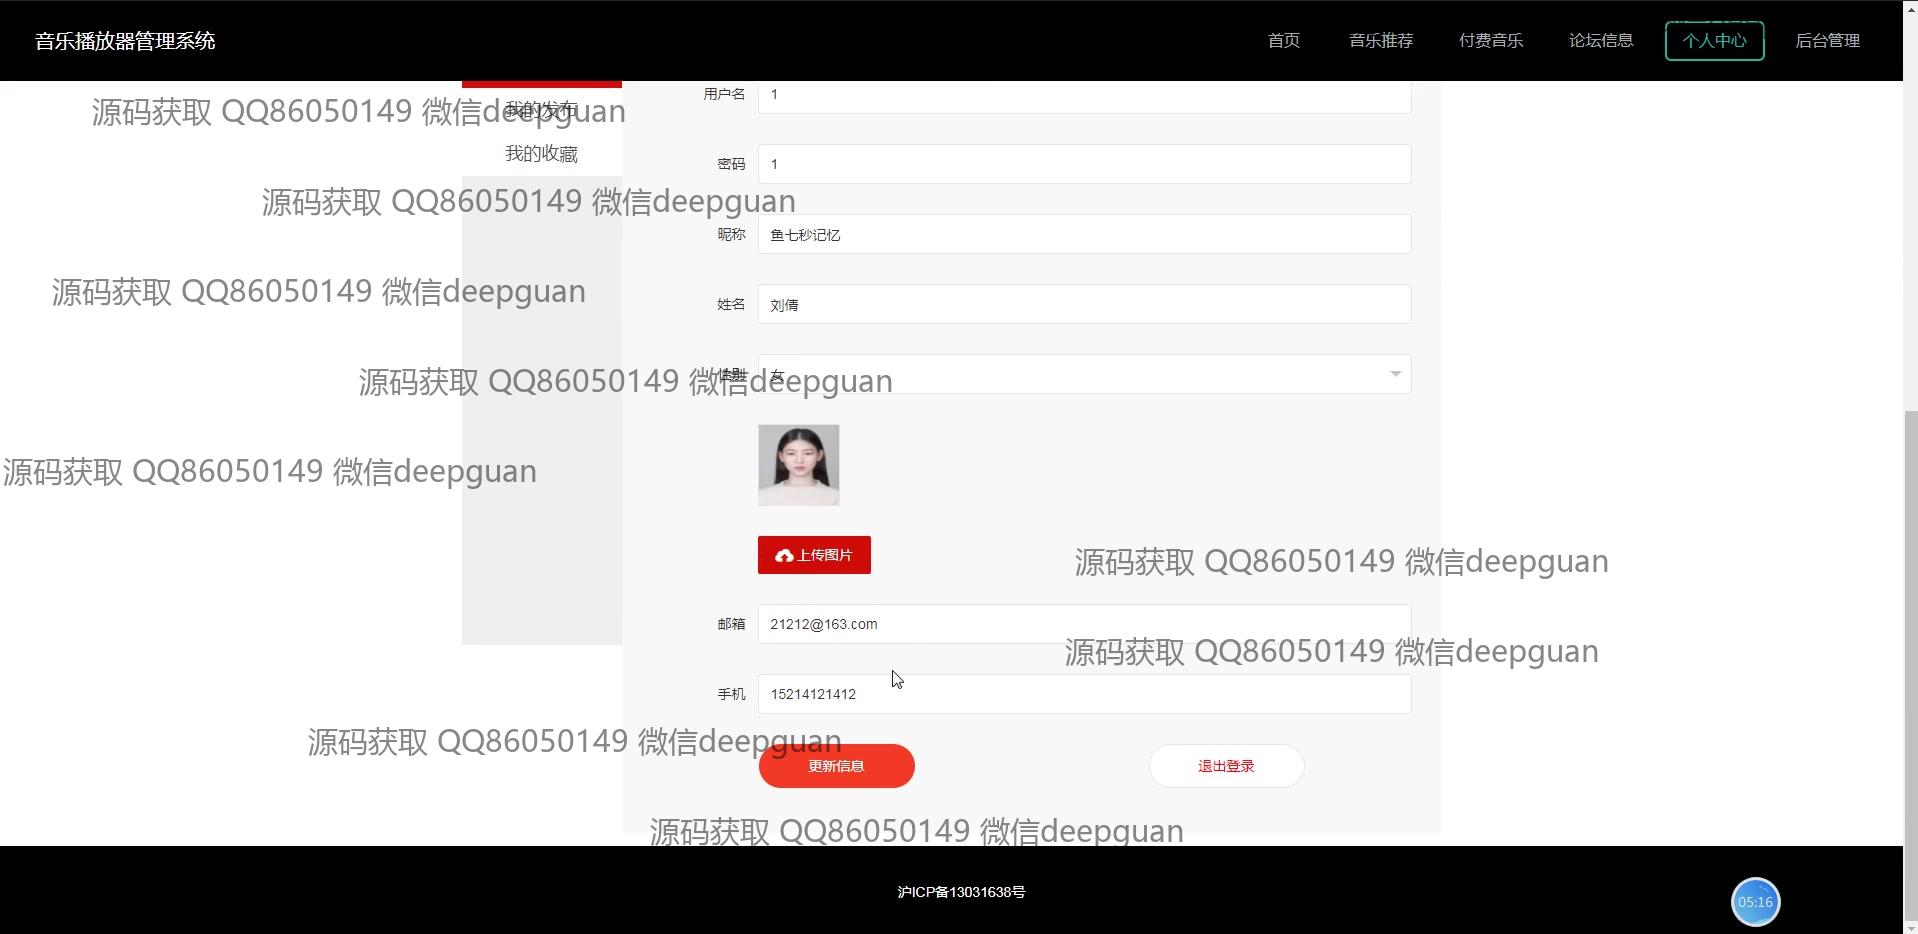 音乐播放器管理系统
首页
音乐推荐
付费音乐
论坛信息
个人中心
后台管理
用户名
1
我的发布
源码获取 QQ86050149 微信deepguan
我的收藏
密码
1
源码获取 QQ86050149 微信deepguan
昵称
鱼七秒记忆
源码获取 QQ86050149 微信deepguan
姓名
刘倩
性别
女
源码获取 QQ86050149 微信deepguan
源码获取 QQ86050149 微信deepguan
上传图片
源码获取 QQ86050149 微信deepguan
邮箱
21212@163.com
源码获取 QQ86050149 微信deepguan
手机
15214121412
源码获取 QQ86050149 微信deepguan
更新信息
退出登录
源码获取 QQ86050149 微信deepguan
沪ICP备13031638号
05:16